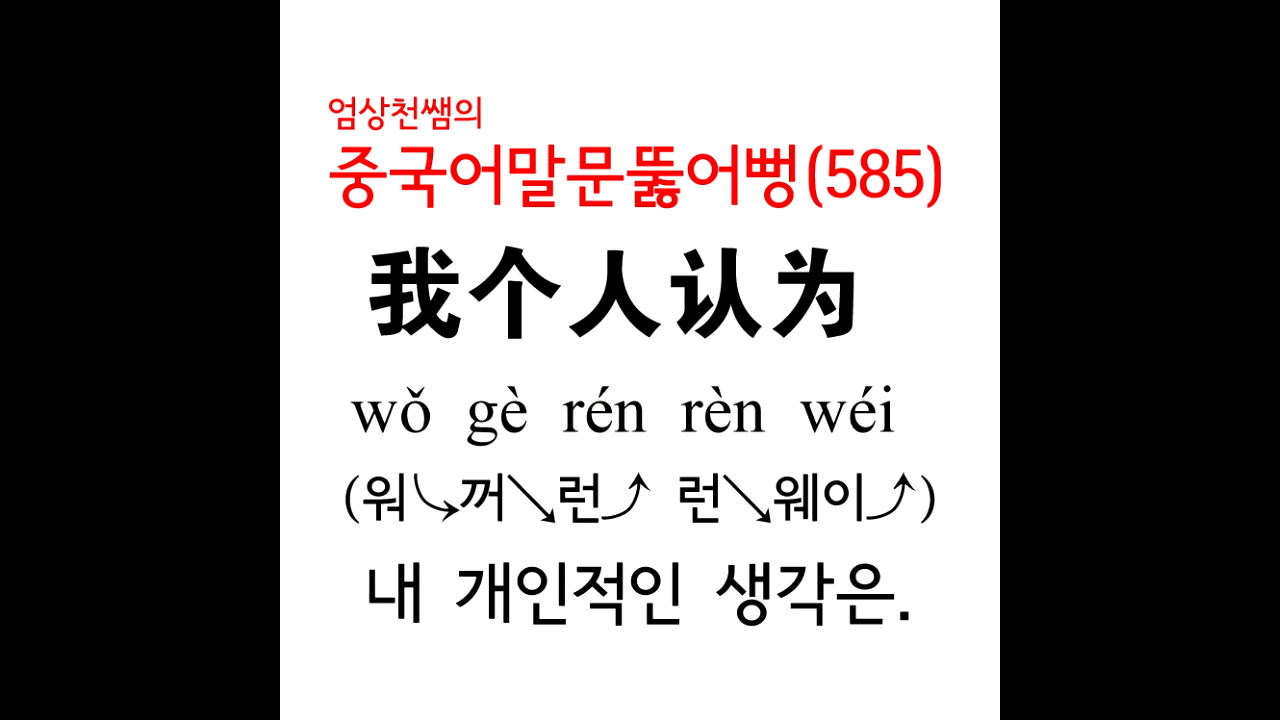 엄상천쌤의
중국어말문뚫어뻥(585)
我个人认为
wǒ gè rén rèn wéi
(워⤷꺼↘런⤴ 런↘웨이⤴)
내 개인적인 생각은.